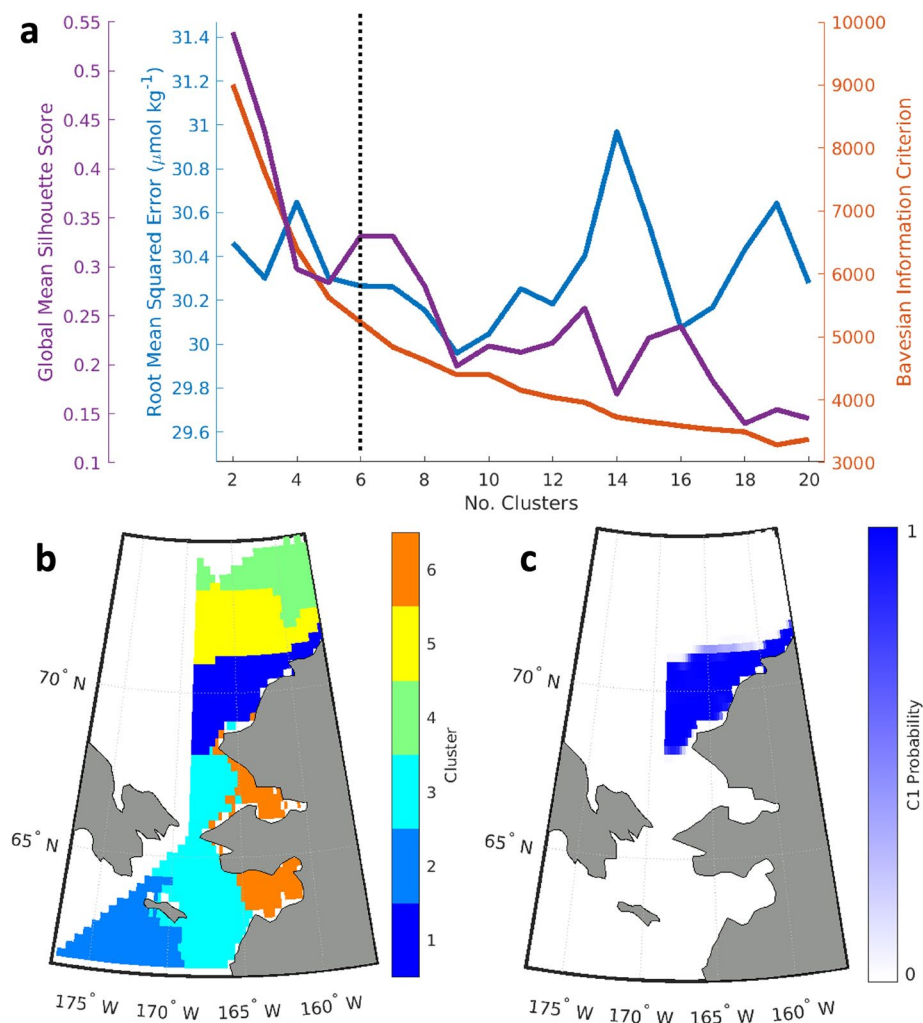 a
0.55
0.5
0.45
0.4
0.35
0.3
0.25
0.2
0.15
0.1
Global Mean Silhouette Score
31.4
31.2
31
30.8
30.6
30.4
30.2
30
29.8
29.6
Root Mean Squared Error (μmol kg⁻¹)
10000
9000
8000
7000
6000
5000
4000
3000
Bayesian Information Criterion
2 4 6 8 10 12 14 16 18 20
No. Clusters
b
70° N
65° N
175° W 170° W 165° W 160° W
6
5
4
3
2
1
Cluster
c
70° N
65° N
175° W 170° W 165° W 160° W
1
0
C1 Probability